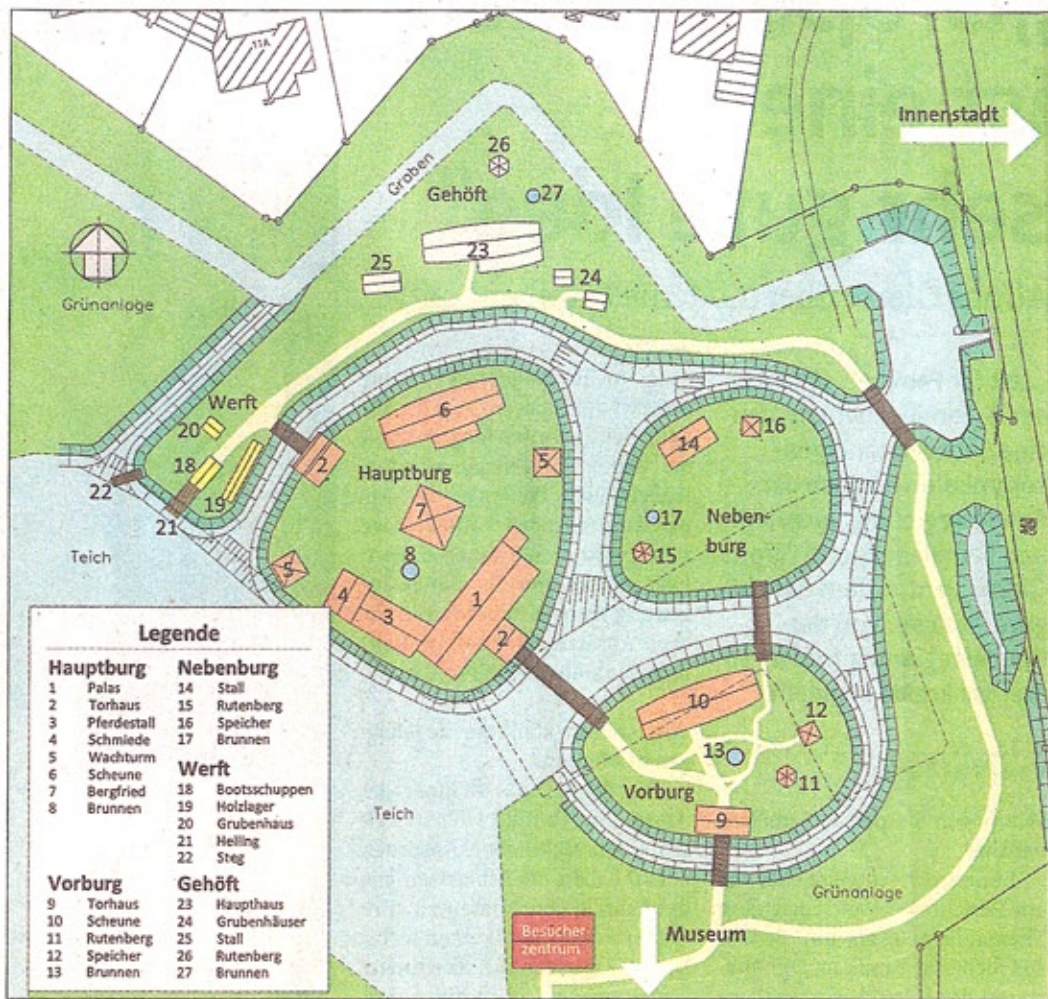 11A
Innenstadt
26
Graben
Gehöft
27
23
25
24
Grünanlage
Werft
20
6
14
16
18
2
Hauptburg
5
22
19
7
17
Neben-
burg
21
8
15
Teich
5
4
3
1
2
10
12
13
11
Vorburg
Teich
9
Grünanlage
Besucher
zentrum
Museum
Legende
Hauptburg
1 Palas
2 Torhaus
3 Pferdestall
4 Schmiede
5 Wachturm
6 Scheune
7 Bergfried
8 Brunnen
Vorburg
9 Torhaus
10 Scheune
11 Rutenberg
12 Speicher
13 Brunnen
Nebenburg
14 Stall
15 Rutenberg
16 Speicher
17 Brunnen
Werft
18 Bootsschuppen
19 Holzlager
20 Grubenhaus
21 Helling
22 Steg
Gehöft
23 Haupthaus
24 Grubenhäuser
25 Stall
26 Rutenberg
27 Brunnen